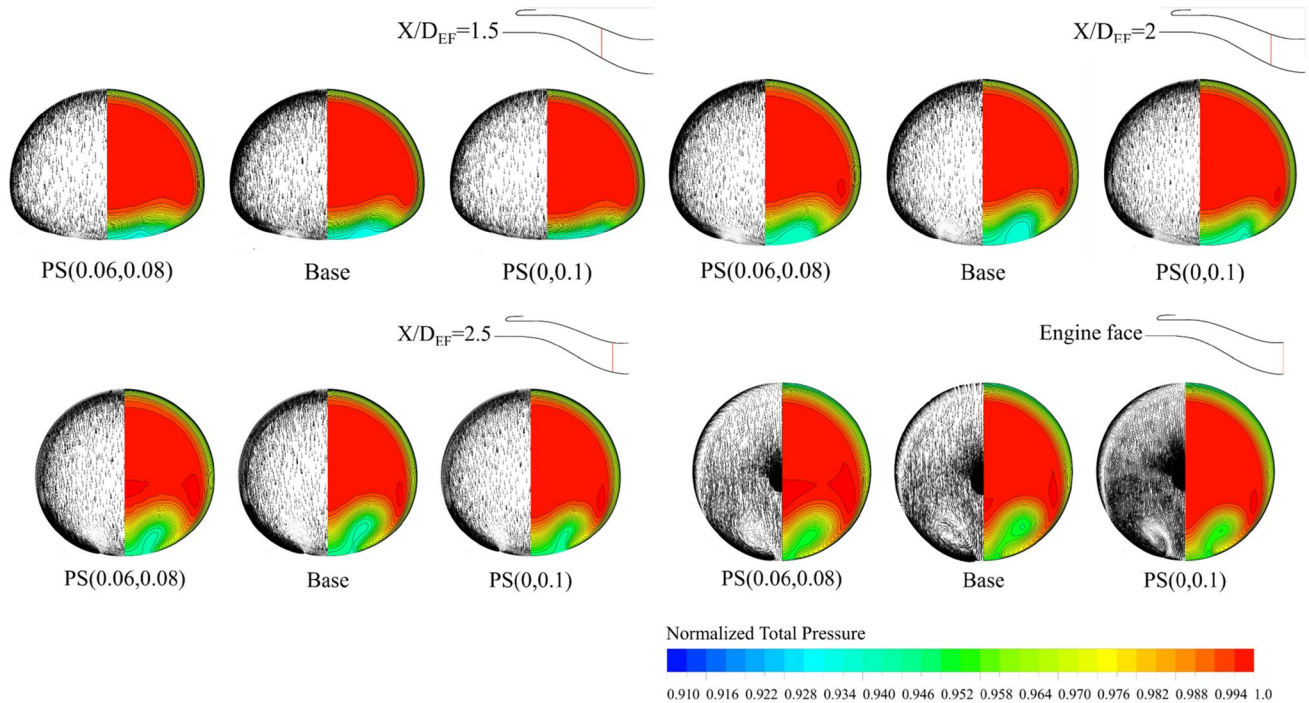 X/DEF=1.5
X/DEF=2
PS(0.06,0.08) Base PS(0,0.1)
PS(0.06,0.08) Base PS(0,0.1)
X/DEF=2.5
Engine face
PS(0.06,0.08) Base PS(0,0.1)
PS(0.06,0.08) Base PS(0,0.1)
Normalized Total Pressure
0.910 0.916 0.922 0.928 0.934 0.940 0.946 0.952 0.958 0.964 0.970 0.976 0.982 0.988 0.994 1.0